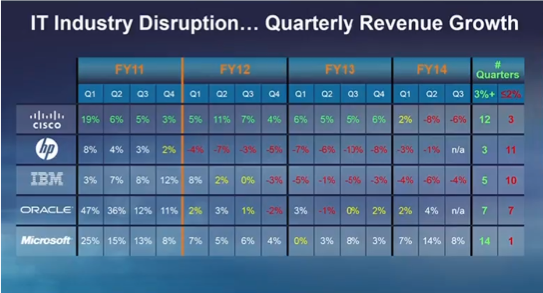 IT Industry Disruption... Quarterly Revenue Growth
FY11 FY12 FY13 FY14 # Quarters
Q1 Q2 Q3 Q4 Q1 Q2 Q3 Q4 Q1 Q2 Q3 Q4 Q1 Q2 Q3 3%+ ≤2%
CISCO 19% 6% 5% 3% 5% 11% 7% 4% 6% 5% 5% 6% 2% -8% -6% 12 3
hp 8% 4% 3% 2% -4% -7% -3% -5% -7% -6% -13% -8% -3% -1% n/a 3 11
IBM 3% 7% 8% 12% 8% 2% 0% -3% -5% -1% -5% -3% -4% -6% -4% 5 10
ORACLE 47% 36% 12% 11% 2% 3% 1% -2% 3% -1% 0% 2% 2% 4% n/a 7 7
Microsoft 25% 15% 13% 8% 7% 5% 6% 4% 0% 3% 8% 3% 7% 14% 8% 14 1